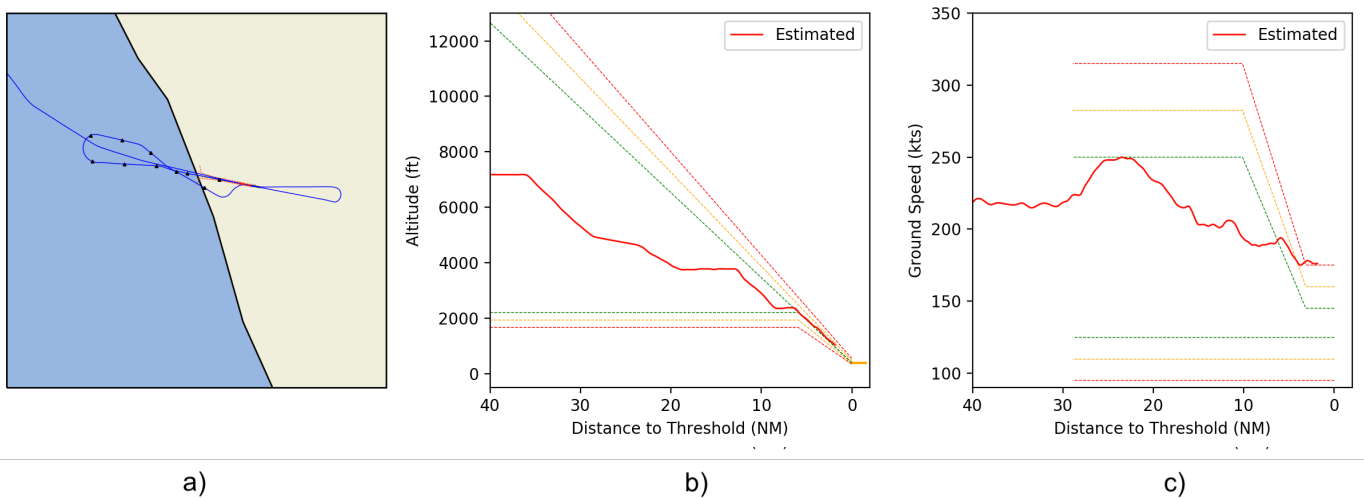 Estimated
12000
10000
8000
6000
4000
2000
0
Altitude (ft)
40
30
20
10
0
Distance to Threshold (NM)
Estimated
350
300
250
200
150
100
Ground Speed (kts)
40
30
20
10
0
Distance to Threshold (NM)
a)
b)
c)